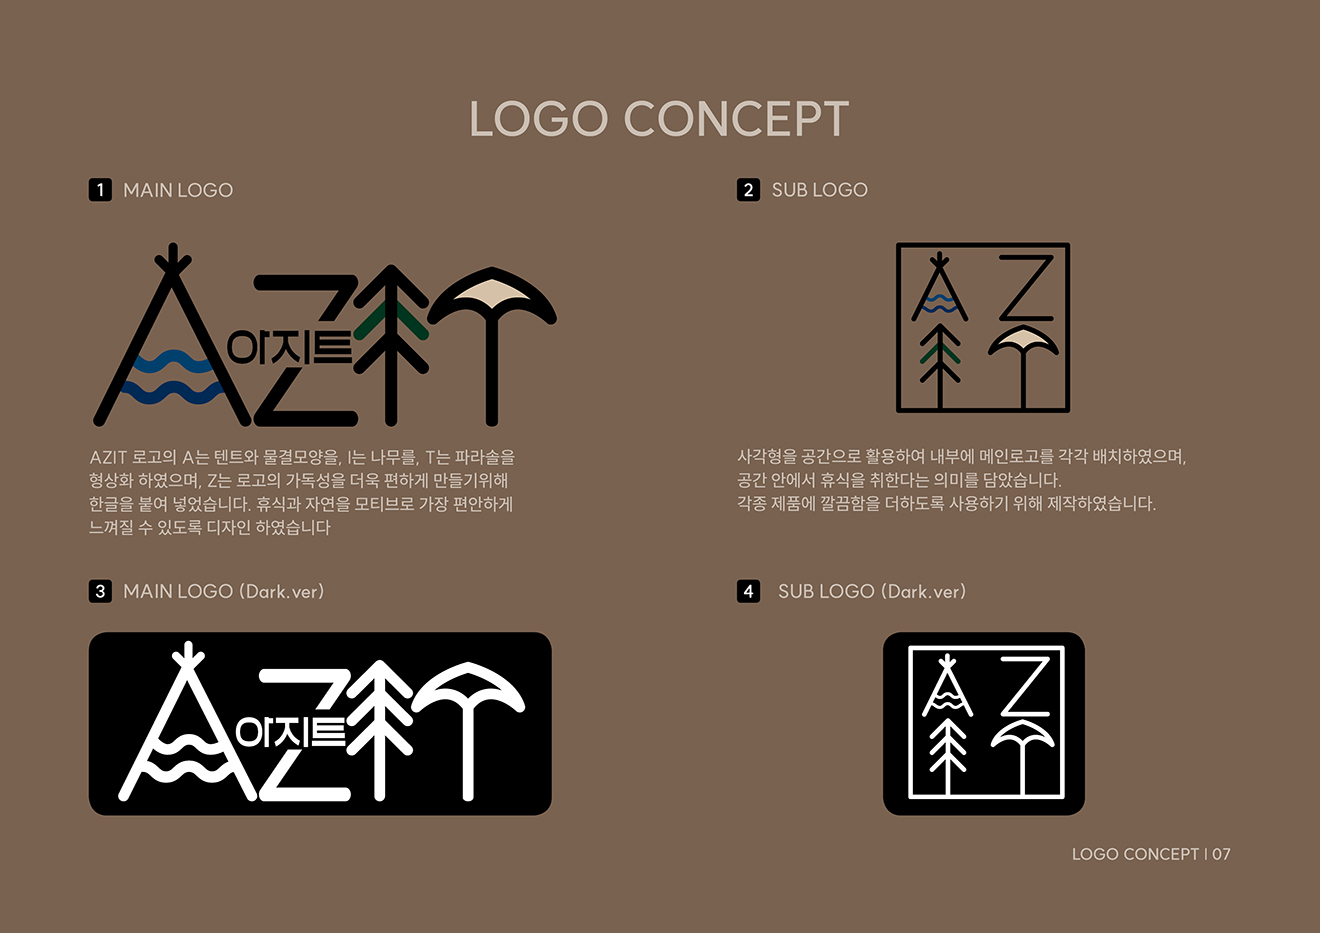 LOGO CONCEPT
1 MAIN LOGO
AZIT
아지트
AZIT 로고의 A는 텐트와 물결모양을, I는 나무를, T는 파라솔을
형상화 하였으며, Z는 로고의 가독성을 더욱 편하게 만들기위해
한글을 붙여 넣었습니다. 휴식과 자연을 모티브로 가장 편안하게
느껴질 수 있도록 디자인 하였습니다
2 SUB LOGO
A Z
I T
사각형을 공간으로 활용하여 내부에 메인로고를 각각 배치하였으며,
공간 안에서 휴식을 취한다는 의미를 담았습니다.
각종 제품에 깔끔함을 더하도록 사용하기 위해 제작하였습니다.
3 MAIN LOGO (Dark.ver)
AZIT
아지트
4 SUB LOGO (Dark.ver)
A Z
I T
LOGO CONCEPT | 07